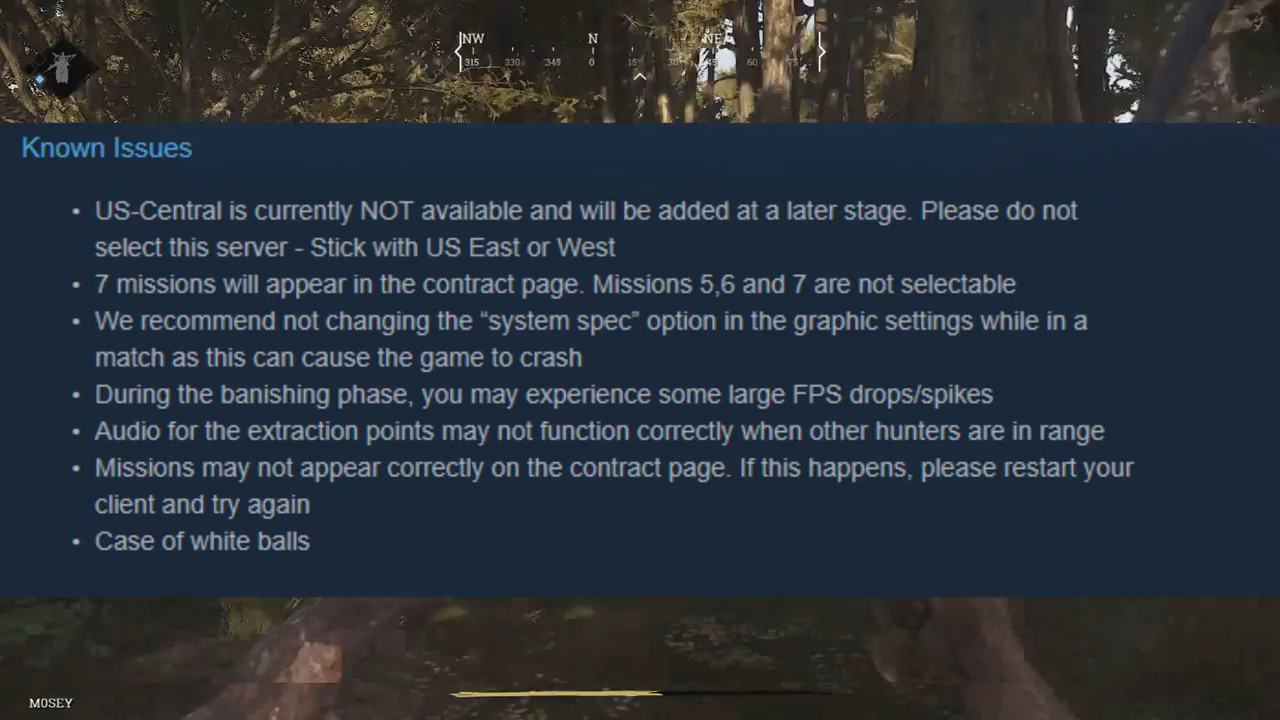 NW N NE
315 330 345 0 15 30 45 60 75
Known Issues
• US-Central is currently NOT available and will be added at a later stage. Please do not
select this server - Stick with US East or West
• 7 missions will appear in the contract page. Missions 5,6 and 7 are not selectable
• We recommend not changing the “system spec” option in the graphic settings while in a
match as this can cause the game to crash
• During the banishing phase, you may experience some large FPS drops/spikes
• Audio for the extraction points may not function correctly when other hunters are in range
• Missions may not appear correctly on the contract page. If this happens, please restart your
client and try again
• Case of white balls
M0SEY